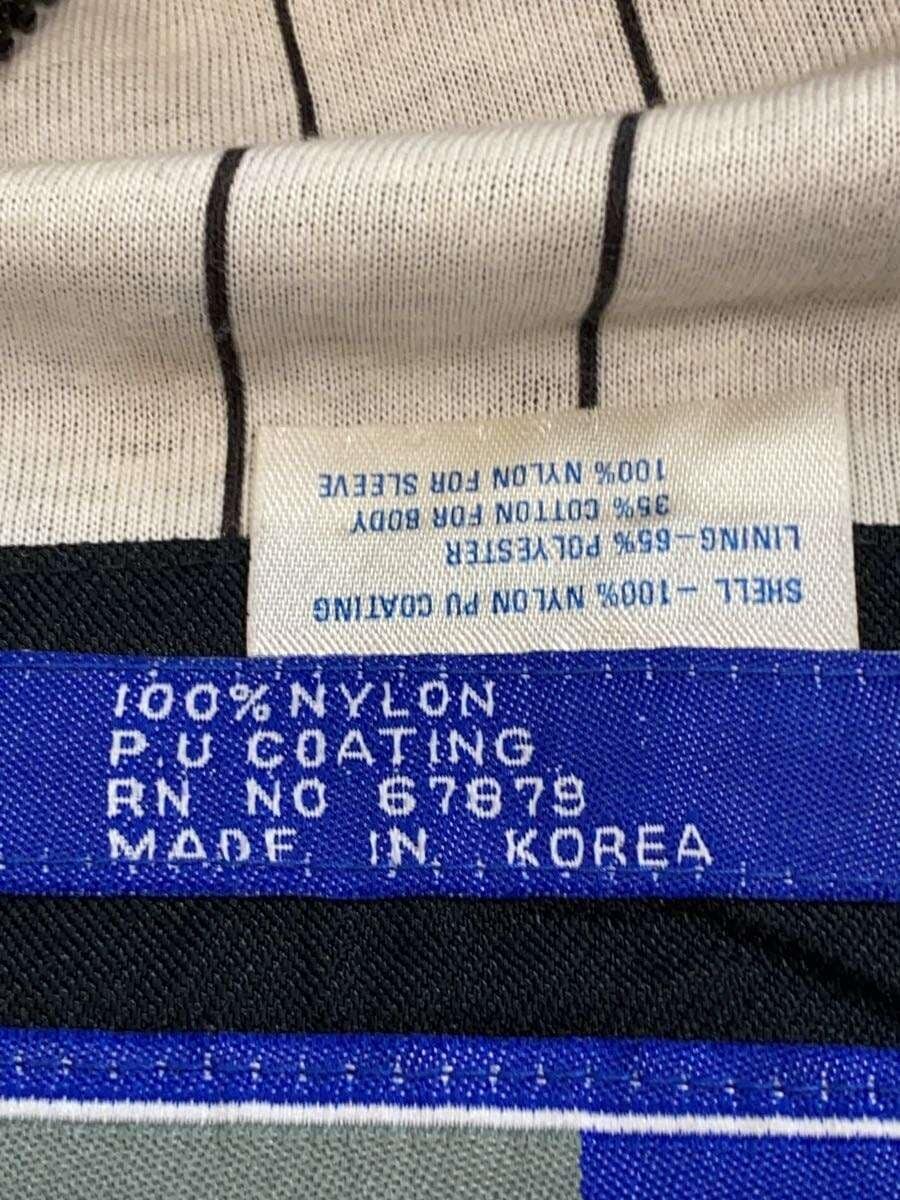 SHELL - 100% NYLON PU COATING
LINING - 65% POLYESTER
35% COTTON FOR BODY
100% NYLON FOR SLEEVE
100% NYLON
P.U COATING
RN NO 67879
MADE IN KOREA